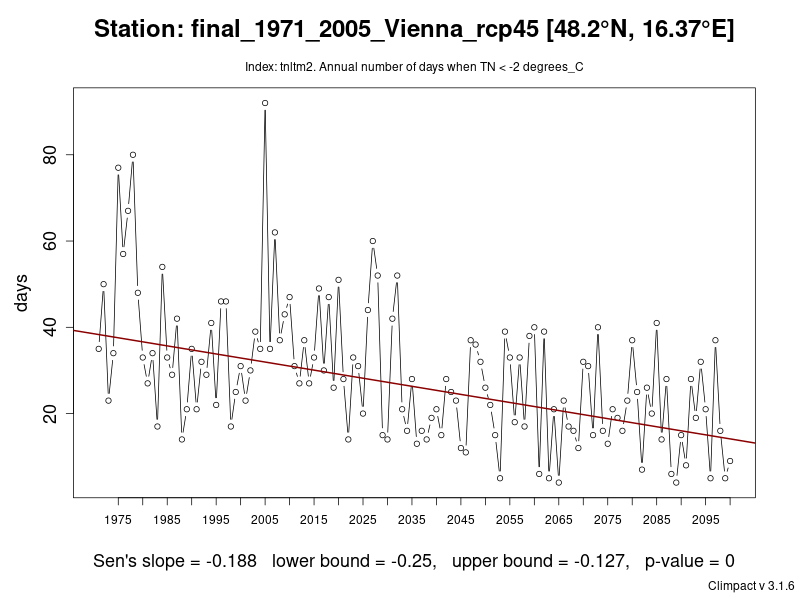 Station: final_1971_2005_Vienna_rcp45 [48.2°N, 16.37°E]
Index: tnltm2. Annual number of days when TN < -2 degrees_C
days
80
60
40
20
1975 1985 1995 2005 2015 2025 2035 2045 2055 2065 2075 2085 2095
Sen's slope = -0.188 lower bound = -0.25, upper bound = -0.127, p-value = 0
Climpact v 3.1.6